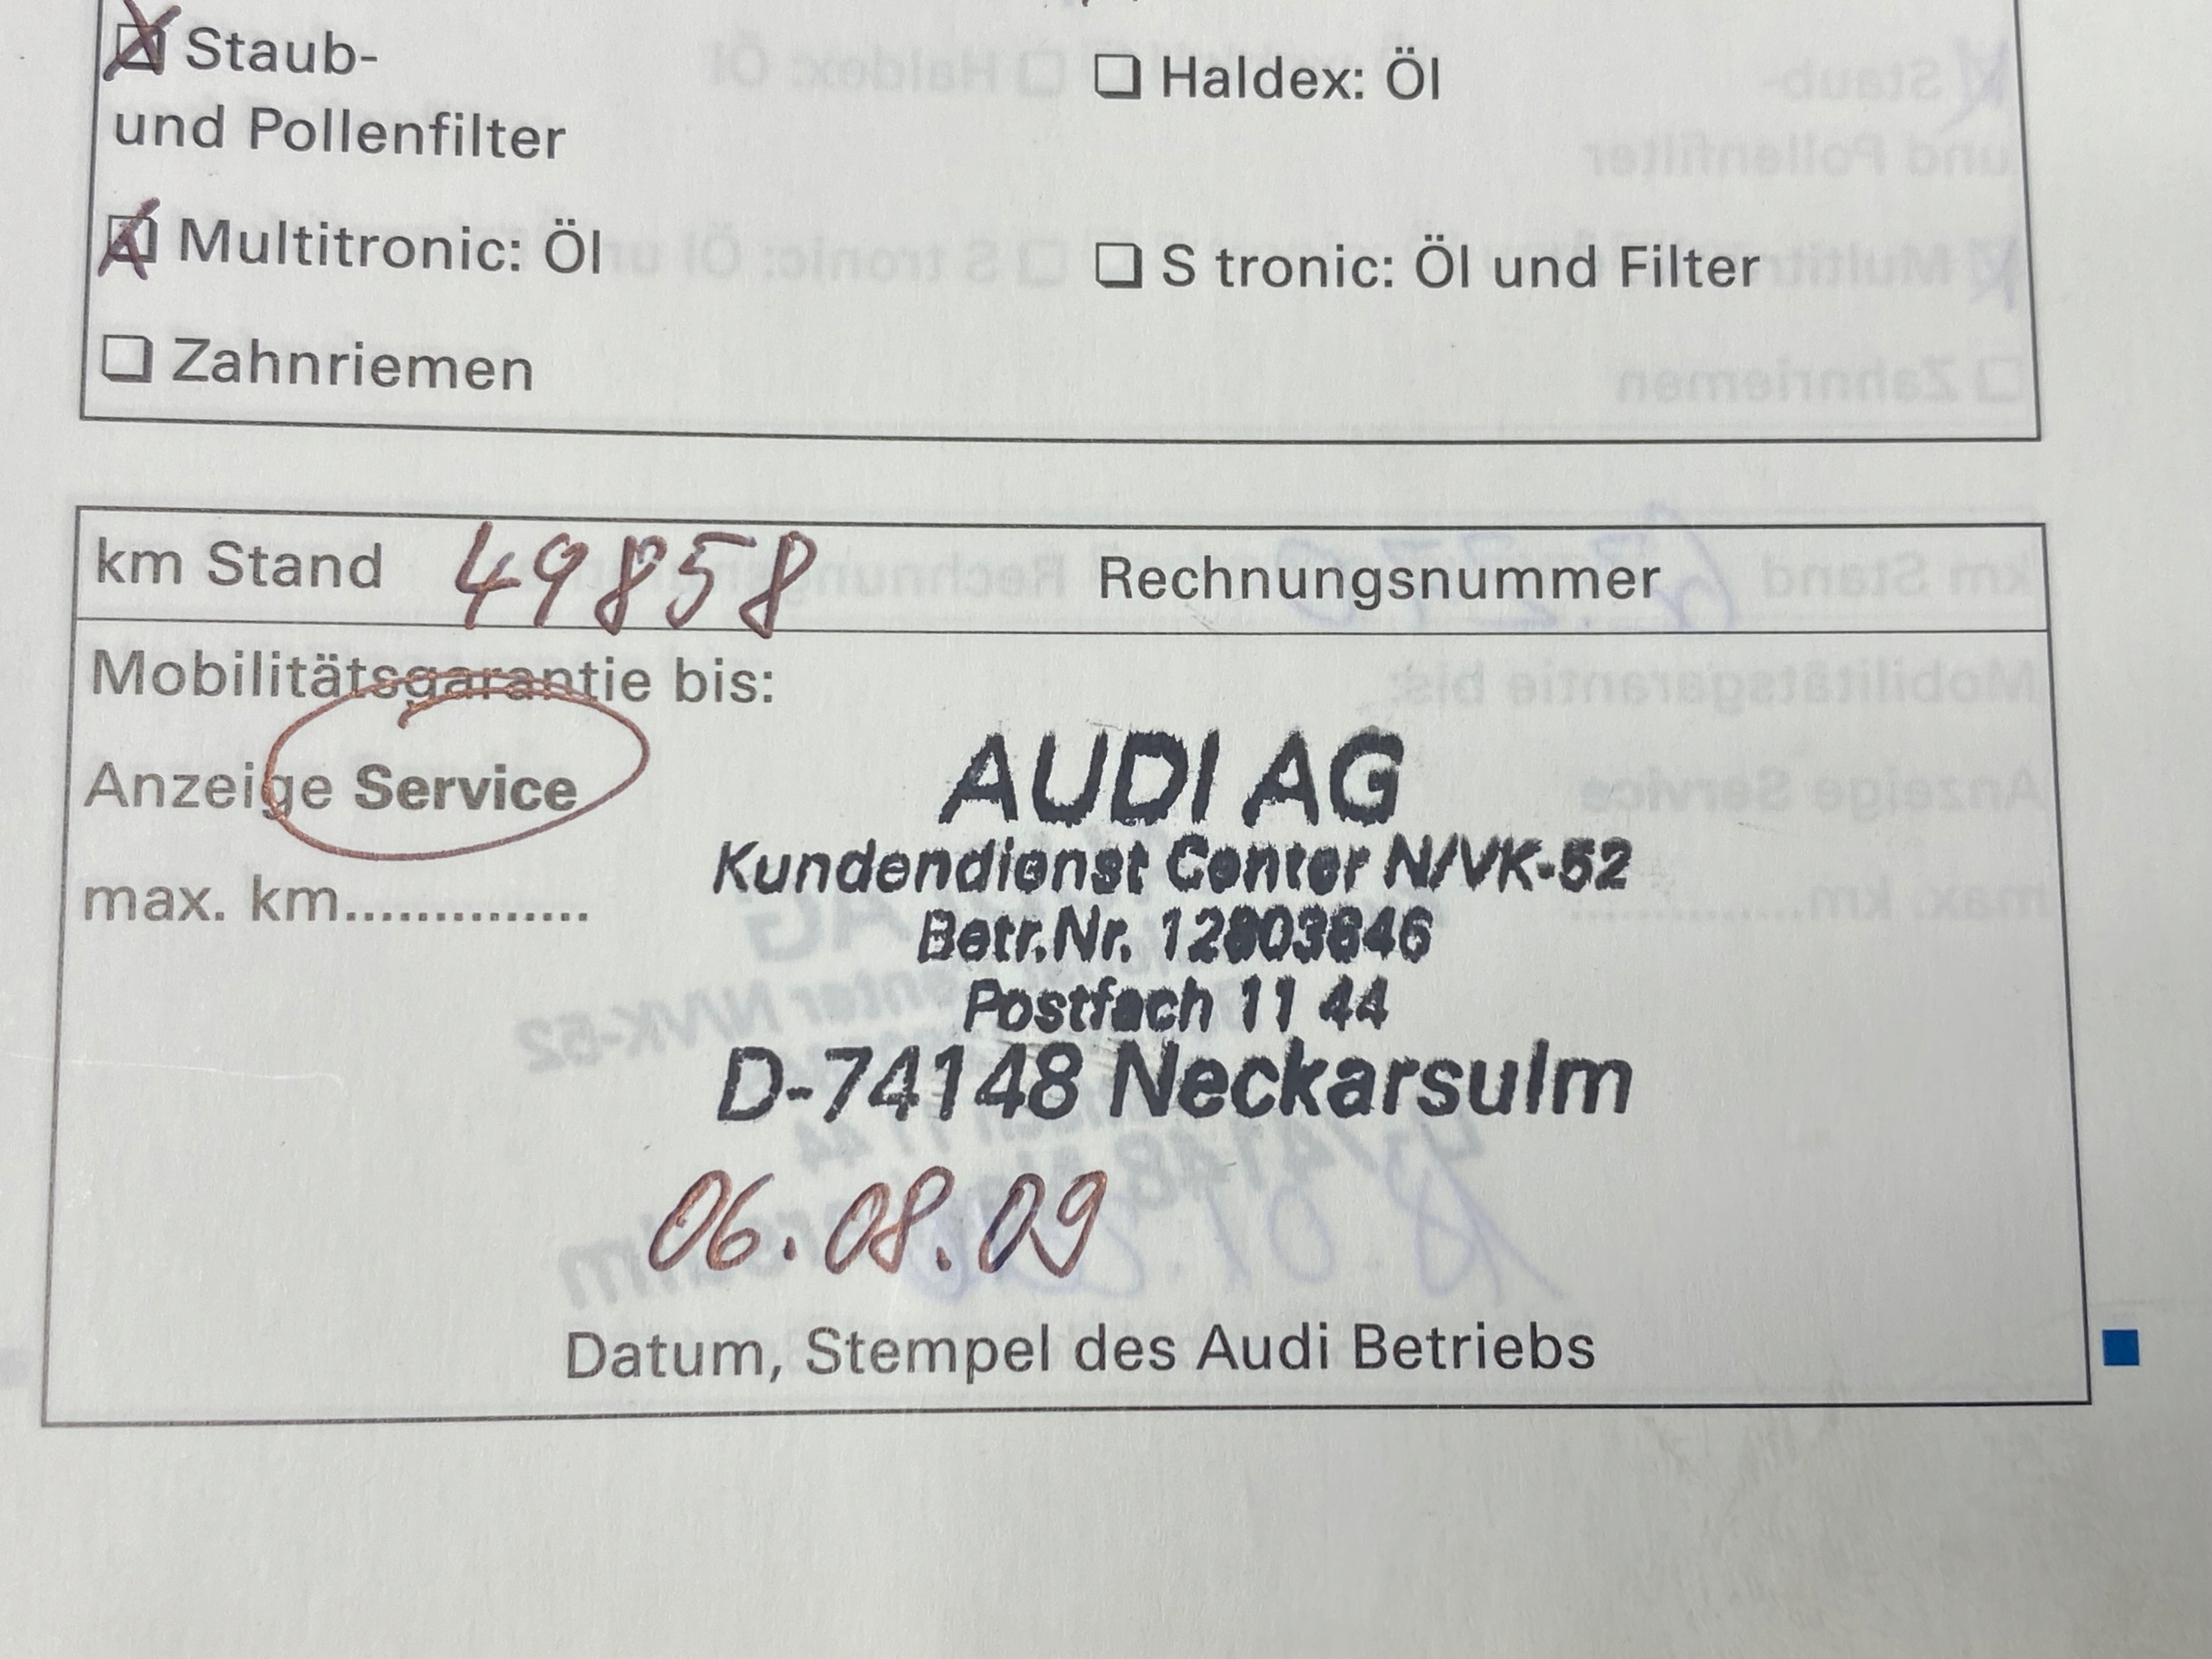 Staub-
und Pollenfilter
Haldex: Öl
Multitronic: Öl
S tronic: Öl und Filter
Zahnriemen
km Stand 49858 Rechnungsnummer
Mobilitätsgarantie bis:
Anzeige Service
max. km..............
AUDI AG
Kundendienst Center N/VK-52
Betr.Nr.
Postfach 11 44
D-74148 Neckarsulm
06.08.09
Datum, Stempel des Audi Betriebs